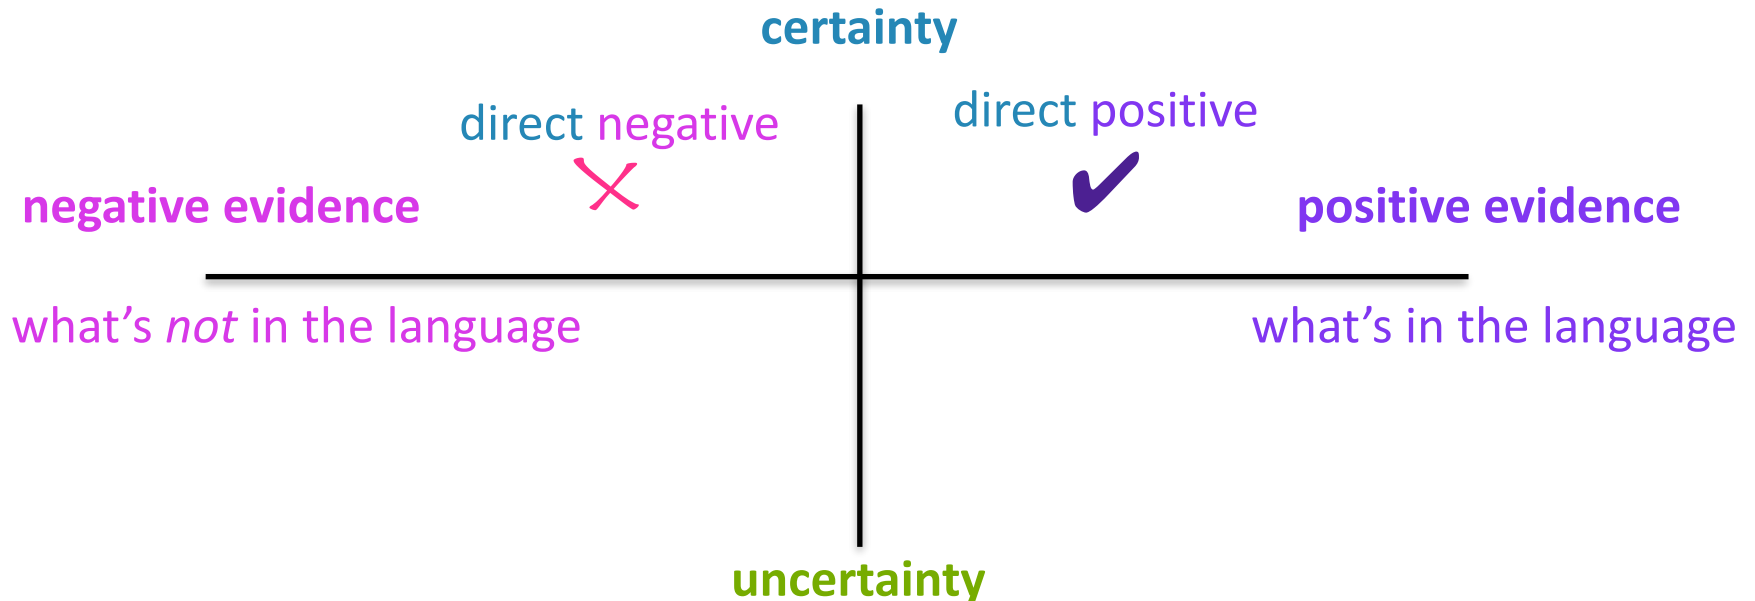 certainty
direct negative
direct positive
negative evidence
positive evidence
what’s not in the language
what’s in the language
uncertainty